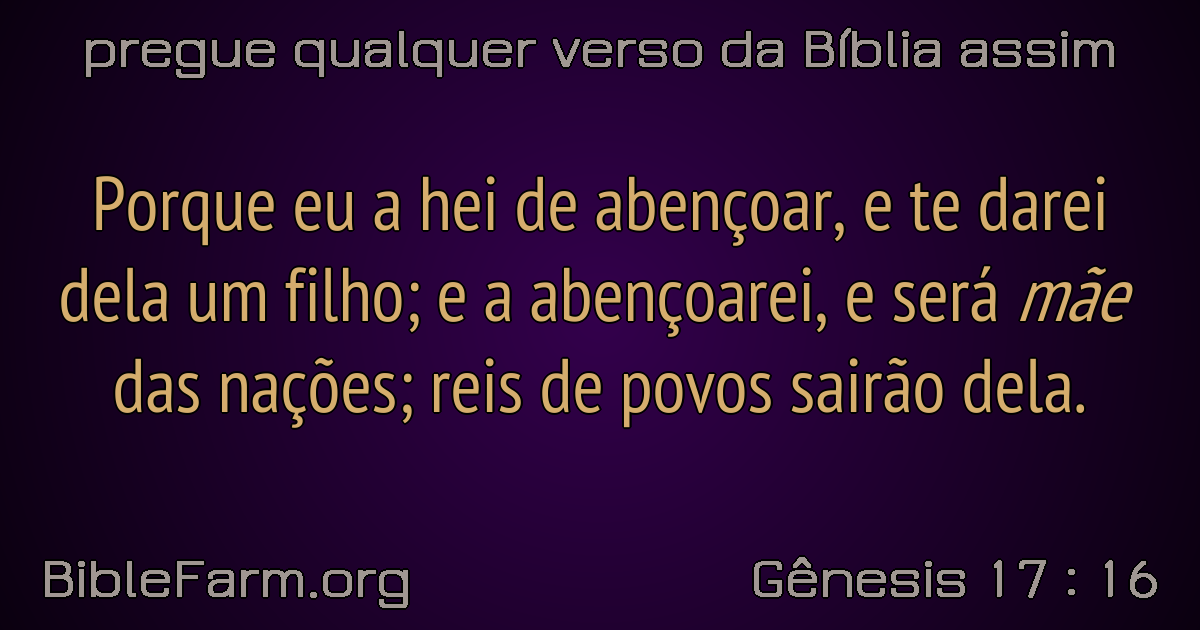 pregue qualquer verso da Bíblia assim
Porque eu a hei de abençoar, e te darei
dela um filho; e a abençoarei, e será mãe
das nações; reis de povos sairão dela.
BibleFarm.org
Gênesis 17 : 16